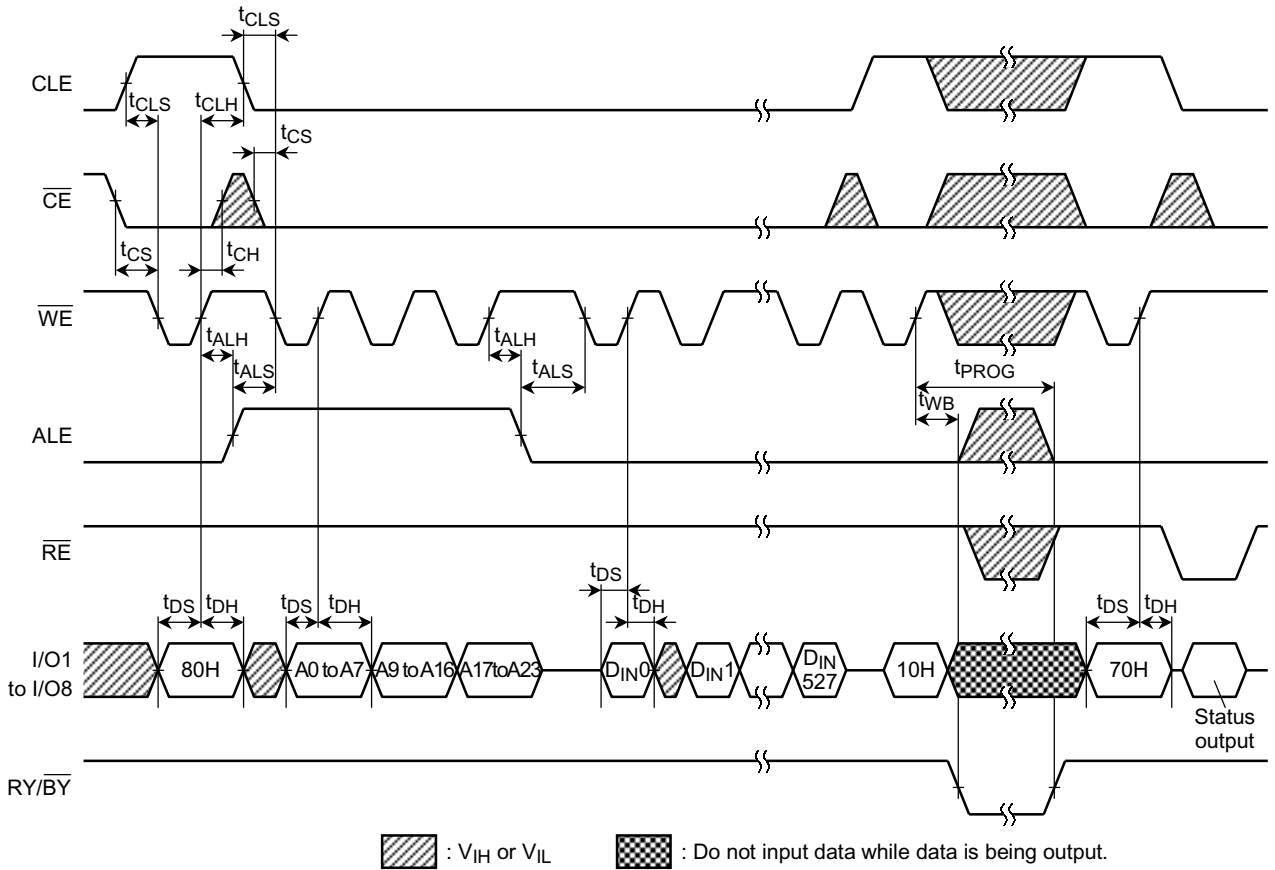 tCLS
CLE
tCLS
tCLH
tCS
CE
tCS
tCH
WE
tALH
tALH
tALS
tALS
tPROG
tWB
ALE
RE
tDS
tDS
tDH
tDS
tDH
tDH
tDS
tDH
I/O1
to I/O8
80H
A0 to A7
A9 to A16
A17 to A23
DIN0
DIN1
DIN
527
10H
70H
Status
output
RY/BY
: VIH or VIL
: Do not input data while data is being output.